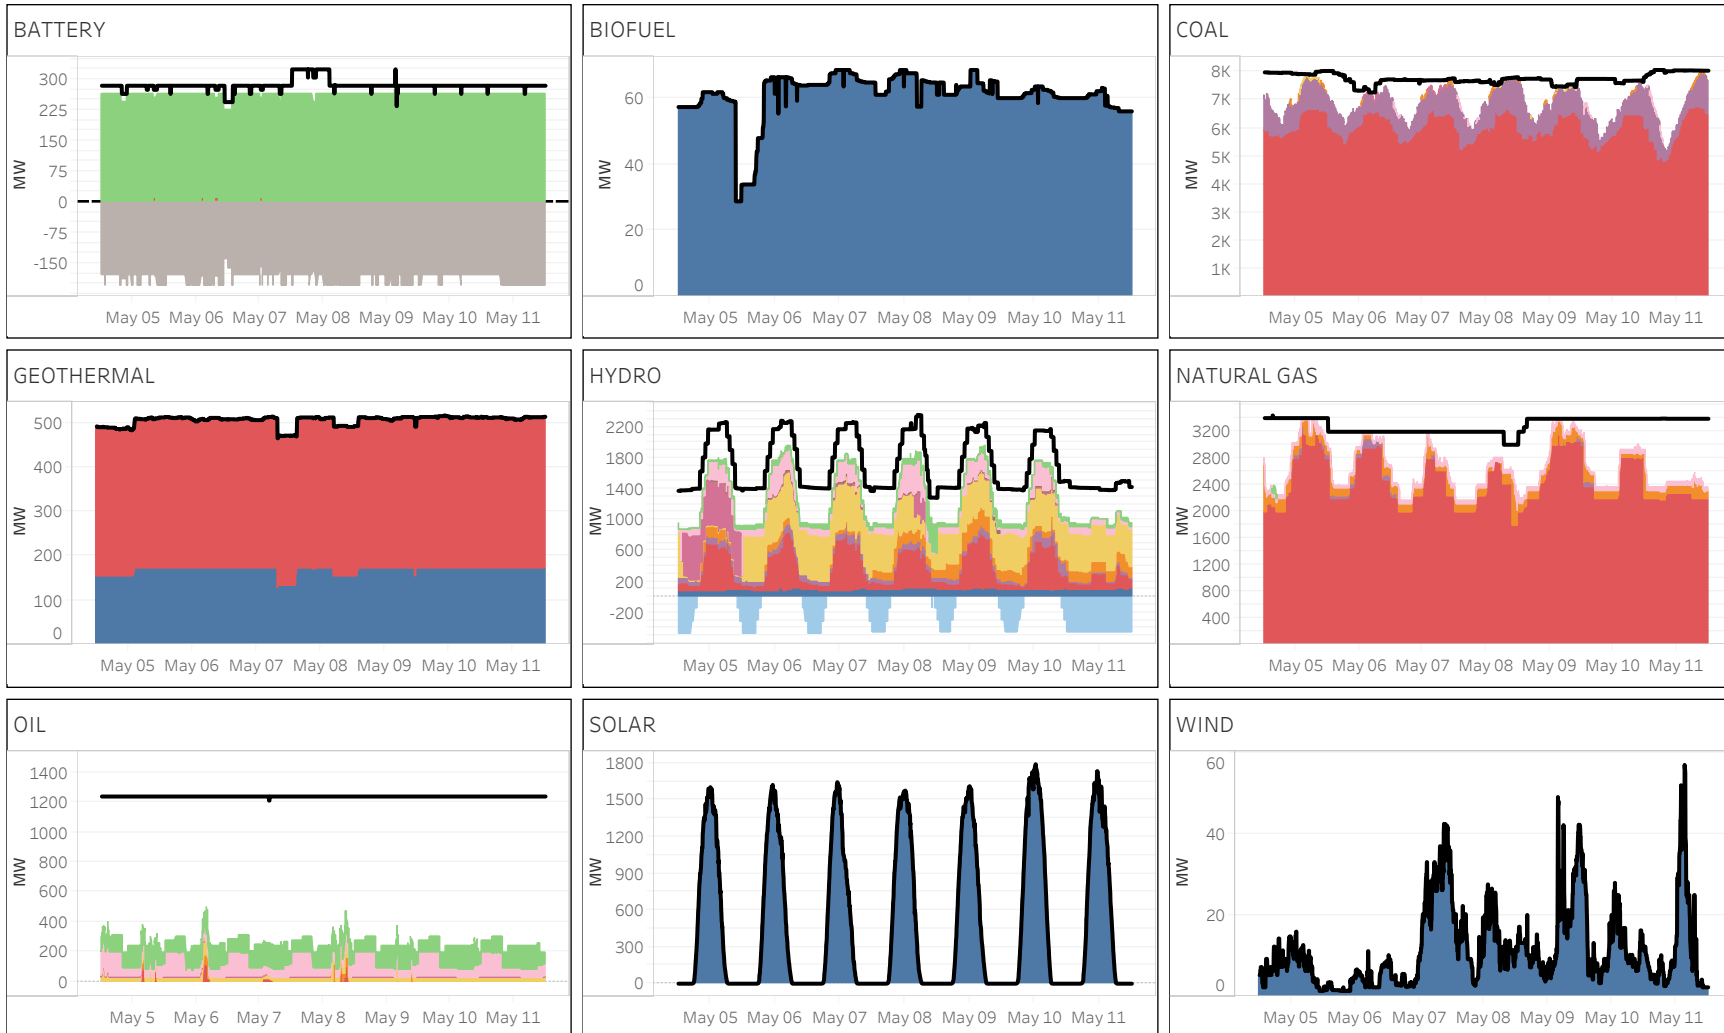 BATTERY
300
225
150
75
0
-75
-150
MW
May 05 May 06 May 07 May 08 May 09 May 10 May 11
BIOFUEL
60
40
20
0
MW
May 05 May 06 May 07 May 08 May 09 May 10 May 11
COAL
8K
7K
6K
5K
4K
3K
2K
1K
MW
May 05 May 06 May 07 May 08 May 09 May 10 May 11
GEOTHERMAL
500
400
300
200
100
0
MW
May 05 May 06 May 07 May 08 May 09 May 10 May 11
HYDRO
2200
1800
1400
1000
600
200
-200
MW
May 05 May 06 May 07 May 08 May 09 May 10 May 11
NATURAL GAS
3200
2800
2400
2000
1600
1200
800
400
MW
May 05 May 06 May 07 May 08 May 09 May 10 May 11
OIL
1400
1200
1000
800
600
400
200
0
MW
May 5 May 6 May 7 May 8 May 9 May 10 May 11
SOLAR
1800
1500
1200
900
600
300
0
MW
May 05 May 06 May 07 May 08 May 09 May 10 May 11
WIND
60
40
20
0
MW
May 05 May 06 May 07 May 08 May 09 May 10 May 11